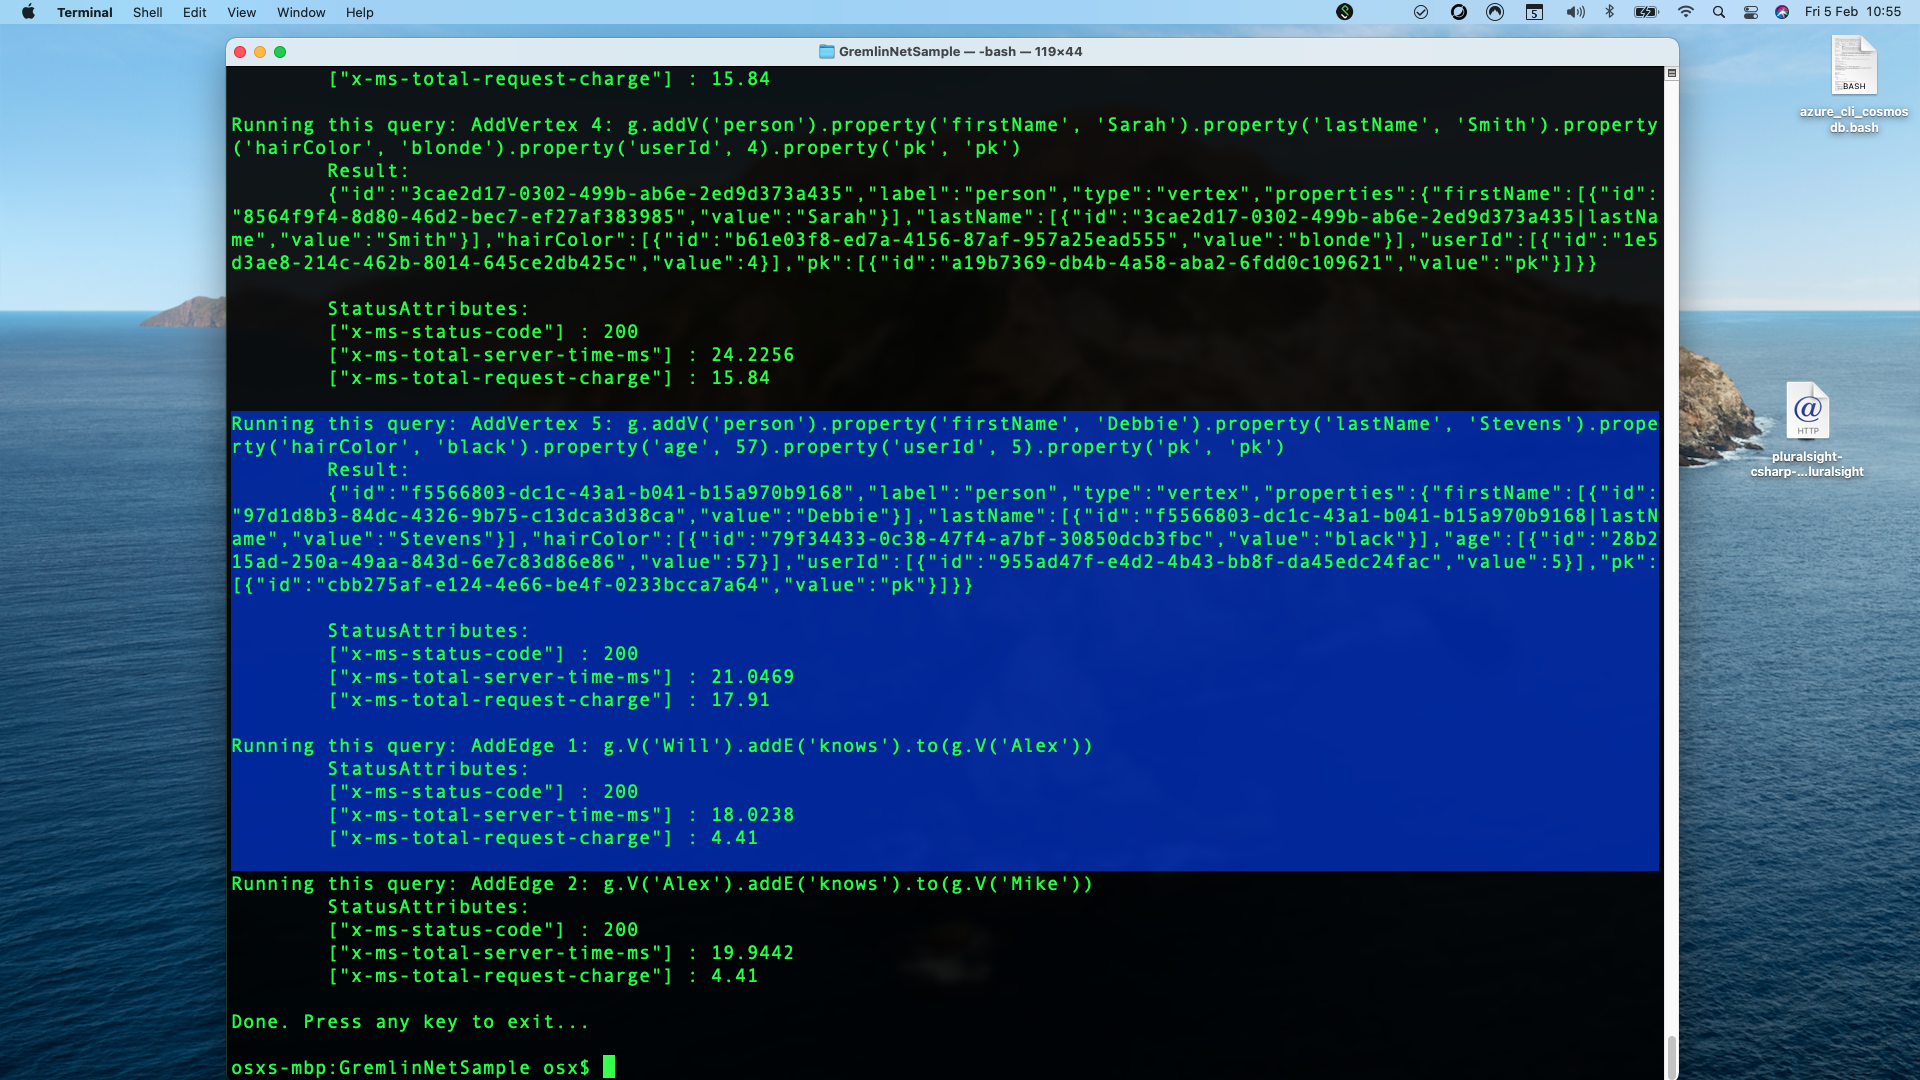 Terminal Shell Edit View Window Help 5 Fri 5 Feb 10:55
GremlinNetSample — -bash — 119×44
["x-ms-total-request-charge"] : 15.84
Running this query: AddVertex 4: g.addV('person').property('firstName', 'Sarah').property('lastName', 'Smith').property
('hairColor', 'blonde').property('userId', 4).property('pk', 'pk')
Result:
{"id":"3cae2d17-0302-499b-ab6e-2ed9d373a435","label":"person","type":"vertex","properties":{"firstName":[{"id":
"8564f9f4-8d80-46d2-bec7-ef27af383985","value":"Sarah"}],"lastName":[{"id":"3cae2d17-0302-499b-ab6e-2ed9d373a435|lastNa
me","value":"Smith"}],"hairColor":[{"id":"b61e03f8-ed7a-4156-87af-957a25ead555","value":"blonde"}],"userId":[{"id":"1e5
d3ae8-214c-462b-8014-645ce2db425c","value":4}],"pk":[{"id":"a19b7369-db4b-4a58-aba2-6fdd0c109621","value":"pk"}]}}
StatusAttributes:
["x-ms-status-code"] : 200
["x-ms-total-server-time-ms"] : 24.2256
["x-ms-total-request-charge"] : 15.84
Running this query: AddVertex 5: g.addV('person').property('firstName', 'Debbie').property('lastName', 'Stevens').prope
rty('hairColor', 'black').property('age', 57).property('userId', 5).property('pk', 'pk')
Result:
{"id":"f5566803-dc1c-43a1-b041-b15a970b9168","label":"person","type":"vertex","properties":{"firstName":[{"id":
"97d1d8b3-84dc-4326-9b75-c13dca3d38ca","value":"Debbie"}],"lastName":[{"id":"f5566803-dc1c-43a1-b041-b15a970b9168|lastN
ame","value":"Stevens"}],"hairColor":[{"id":"79f34433-0c38-47f4-a7bf-30850dcb3fbc","value":"black"}],"age":[{"id":"28b2
15ad-250a-49aa-843d-6e7c83d86e86","value":57}],"userId":[{"id":"955ad47f-e4d2-4b43-bb8f-da45edc24fac","value":5}],"pk":
[{"id":"cbb275af-e124-4e66-be4f-0233bcca7a64","value":"pk"}]}}
StatusAttributes:
["x-ms-status-code"] : 200
["x-ms-total-server-time-ms"] : 21.0469
["x-ms-total-request-charge"] : 17.91
Running this query: AddEdge 1: g.V('Will').addE('knows').to(g.V('Alex'))
StatusAttributes:
["x-ms-status-code"] : 200
["x-ms-total-server-time-ms"] : 18.0238
["x-ms-total-request-charge"] : 4.41
Running this query: AddEdge 2: g.V('Alex').addE('knows').to(g.V('Mike'))
StatusAttributes:
["x-ms-status-code"] : 200
["x-ms-total-server-time-ms"] : 19.9442
["x-ms-total-request-charge"] : 4.41
Done. Press any key to exit...
osxs-mbp:GremlinNetSample osx$
BASH
azure_cli_cosmos
db.bash
@
HTTP
pluralsight-
csharp-...luralsight